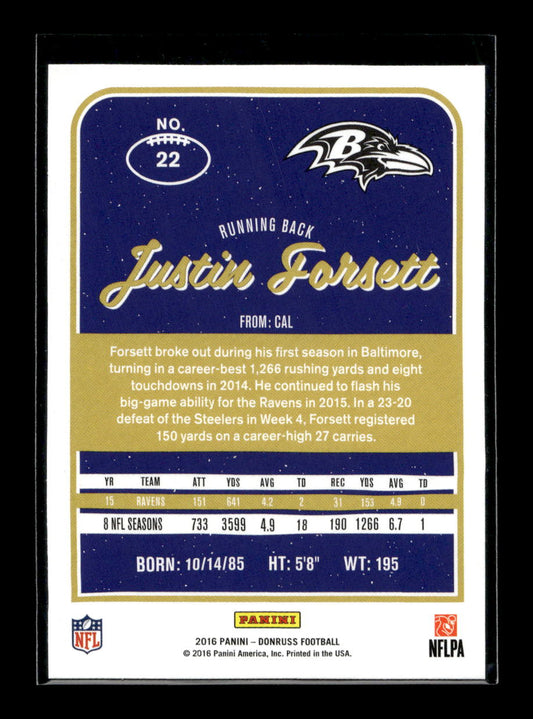 NO.
22
B
RUNNING BACK
Justin Forsett
FROM: CAL
Forsett broke out during his first season in Baltimore,
turning in a career-best 1,266 rushing yards and eight
touchdowns in 2014. He continued to flash his
big-game ability for the Ravens in 2015. In a 23-20
defeat of the Steelers in Week 4, Forsett registered
150 yards on a career-high 27 carries.
YR TEAM ATT YDS AVG TD REC YDS AVG TD
15 RAVENS 151 641 4.2 2 31 153 4.9 0
8 NFL SEASONS 733 3599 4.9 18 190 1266 6.7 1
BORN: 10/14/85 HT: 5'8" WT: 195
NFL
PANINI
2016 PANINI – DONRUSS FOOTBALL
© 2016 Panini America, Inc. Printed in the USA.
NFLPA